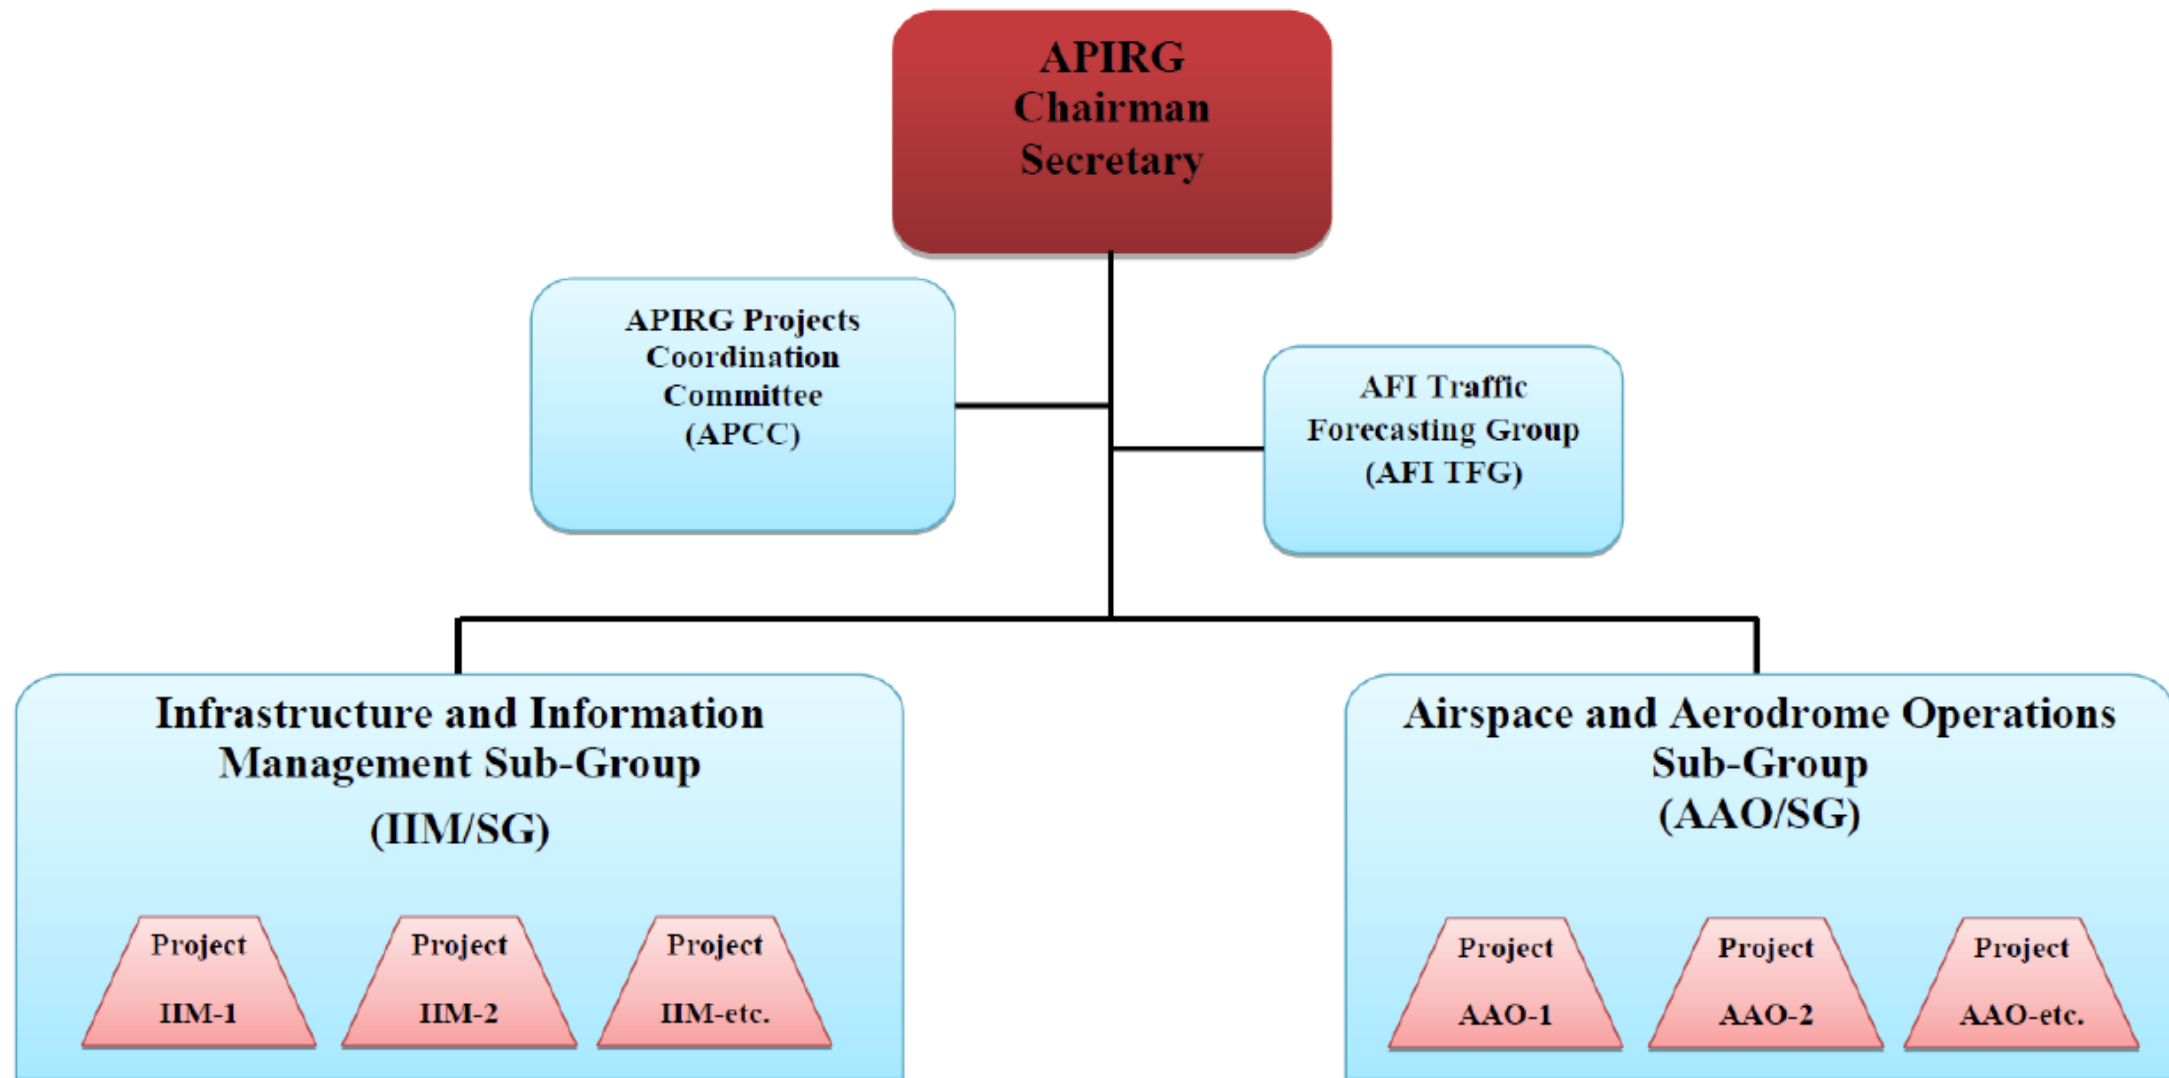 APIRG
Chairman
Secretary
APIRG Projects
Coordination
Committee
(APCC)
AFI Traffic
Forecasting Group
(AFI TFG)
Infrastructure and Information
Management Sub-Group
(IIM/SG)
Airspace and Aerodrome Operations
Sub-Group
(AAO/SG)
Project
IIM-1
Project
IIM-2
Project
IIM-etc.
Project
AAO-1
Project
AAO-2
Project
AAO-etc.